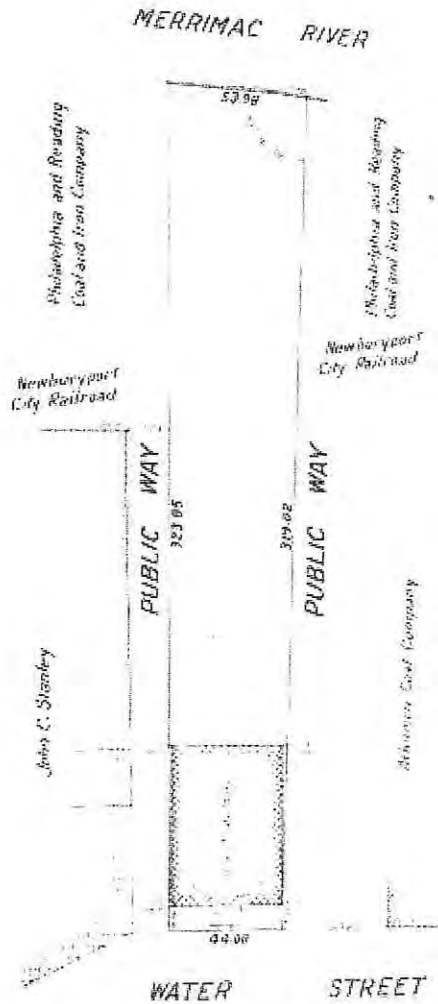 MERRIMAC RIVER
53.98
Philadelphia and Reading
Coal and Iron Company
Philadelphia and Reading
Coal and Iron Company
Newburyport
City Railroad
Newburyport
City Railroad
PUBLIC WAY
323.85
319.62
PUBLIC WAY
John C. Stanley
Coal Company
44.08
WATER STREET